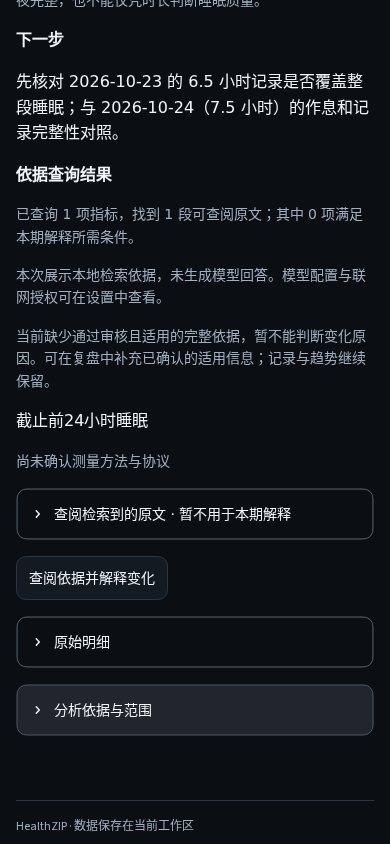 夜完整，也不能仅凭时长判断睡眠质量。
下一步
先核对 2026-10-23 的 6.5 小时记录是否覆盖整
段睡眠；与 2026-10-24（7.5 小时）的作息和记
录完整性对照。
依据查询结果
已查询 1 项指标，找到 1 段可查阅原文；其中 0 项满足
本期解释所需条件。
本次展示本地检索依据，未生成模型回答。模型配置与联
网授权可在设置中查看。
当前缺少通过审核且适用的完整依据，暂不能判断变化原
因。可在复盘中补充已确认的适用信息；记录与趋势继续
保留。
截止前24小时睡眠
尚未确认测量方法与协议
查阅检索到的原文 · 暂不用于本期解释
查阅依据并解释变化
原始明细
分析依据与范围
HealthZIP · 数据保存在当前工作区